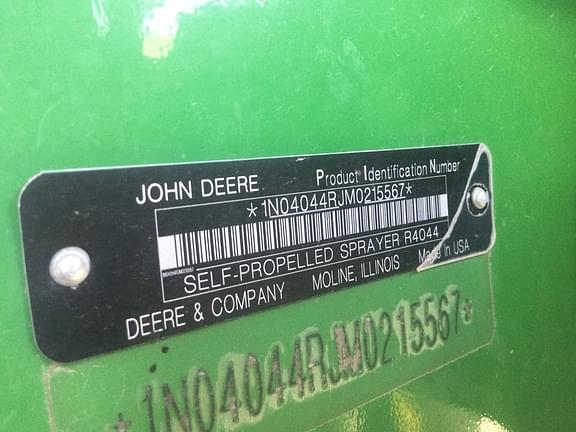 JOHN DEERE
Product Identification Number
*1N04044RJM0215567*
SELF-PROPELLED SPRAYER R4044
DEERE & COMPANY MOLINE, ILLINOIS Made in USA
*1N04044RJM0215567*